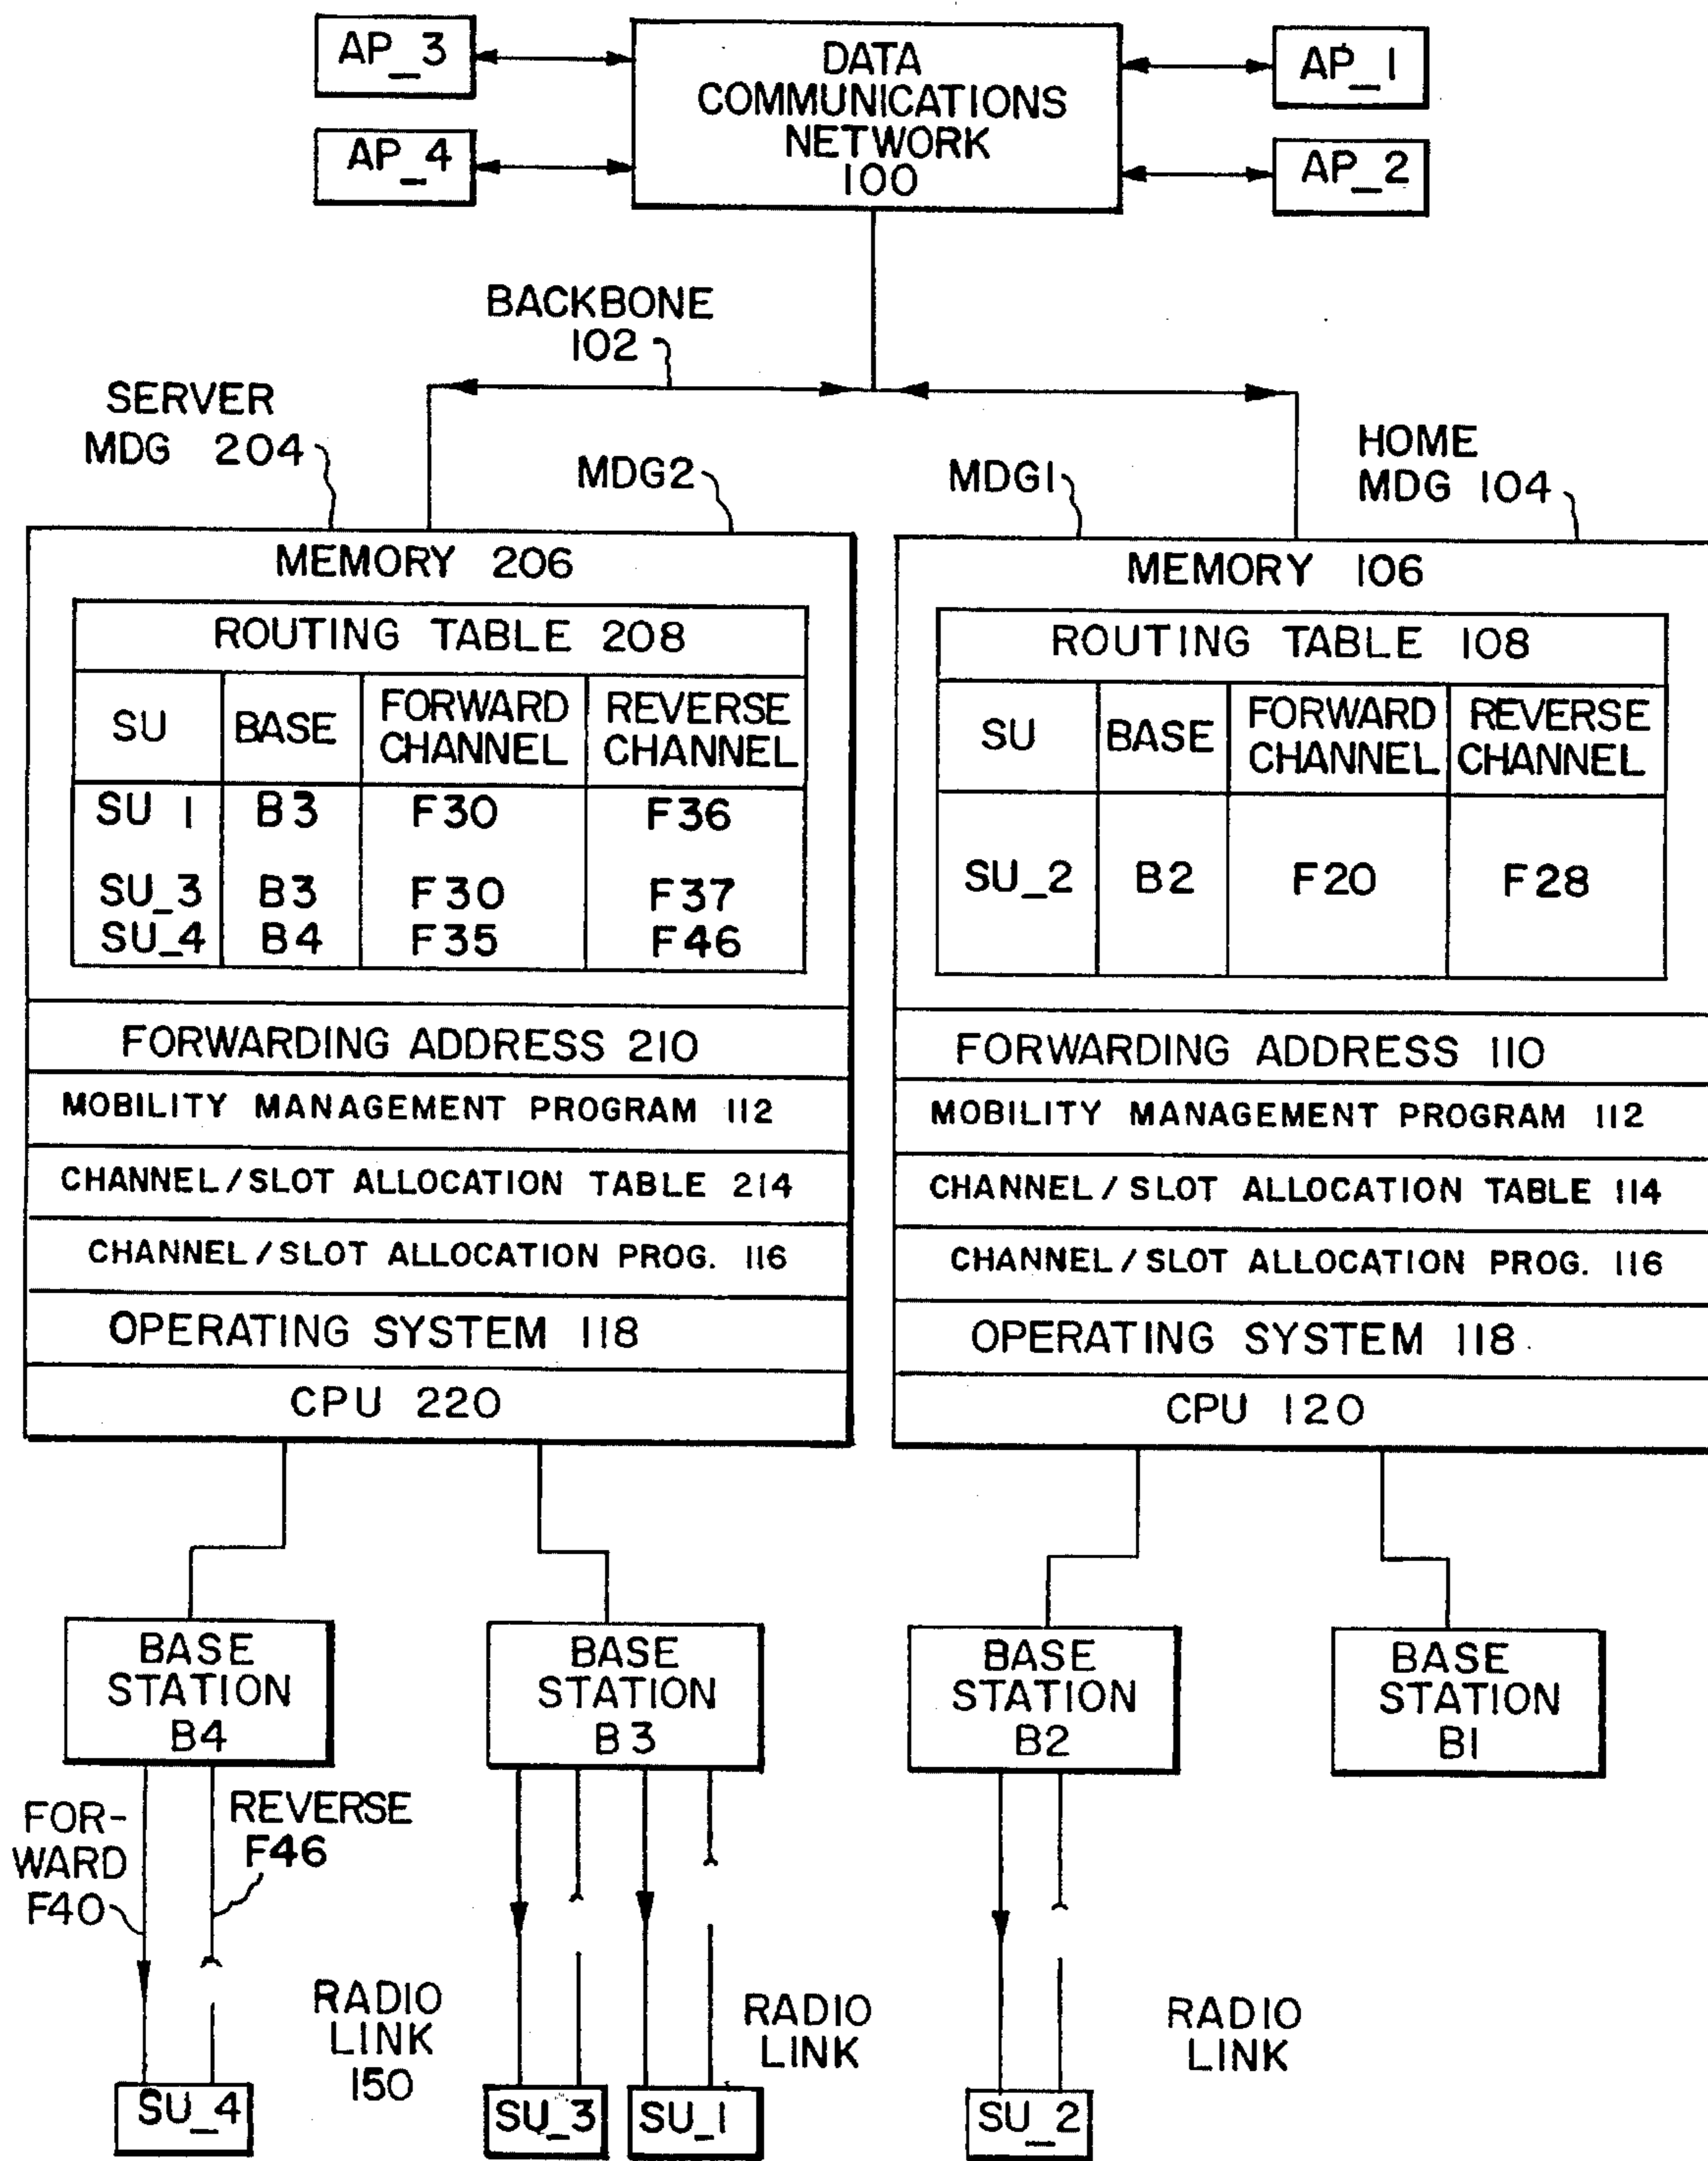 AP_3
AP_4
DATA
COMMUNICATIONS
NETWORK
100
AP_1
AP_2
BACKBONE
102
SERVER
MDG 204
MDG2
MDG1
HOME
MDG 104
MEMORY 206
ROUTING TABLE 208
SU BASE FORWARD CHANNEL REVERSE CHANNEL
SU 1 B3 F30 F36
SU_3 B3 F30 F37
SU_4 B4 F35 F46
FORWARDING ADDRESS 210
MOBILITY MANAGEMENT PROGRAM 112
CHANNEL/SLOT ALLOCATION TABLE 214
CHANNEL/SLOT ALLOCATION PROG. 116
OPERATING SYSTEM 118
CPU 220
MEMORY 106
ROUTING TABLE 108
SU BASE FORWARD CHANNEL REVERSE CHANNEL
SU_2 B2 F20 F28
FORWARDING ADDRESS 110
MOBILITY MANAGEMENT PROGRAM 112
CHANNEL/SLOT ALLOCATION TABLE 114
CHANNEL/SLOT ALLOCATION PROG. 116
OPERATING SYSTEM 118
CPU 120
BASE
STATION
B4
BASE
STATION
B3
BASE
STATION
B2
BASE
STATION
B1
FOR-
WARD
F40
REVERSE
F46
RADIO
LINK
150
RADIO
LINK
RADIO
LINK
SU_4
SU_3
SU_1
SU_2